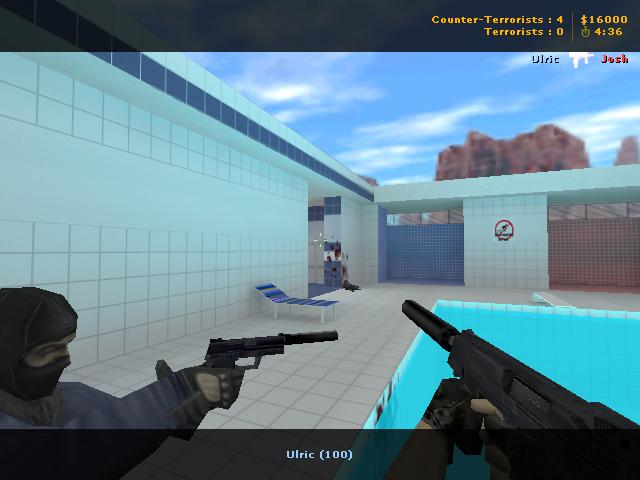 Counter-Terrorists : 4 $16000
Terrorists : 0 4:36
Ulric Josh
Ulric (100)